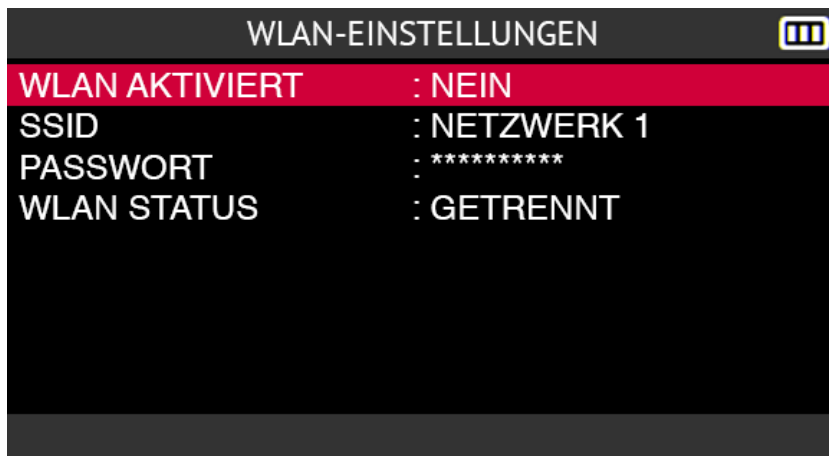 WLAN-EINSTELLUNGEN
WLAN AKTIVIERT : NEIN
SSID : NETZWERK 1
PASSWORT : **********
WLAN STATUS : GETRENNT